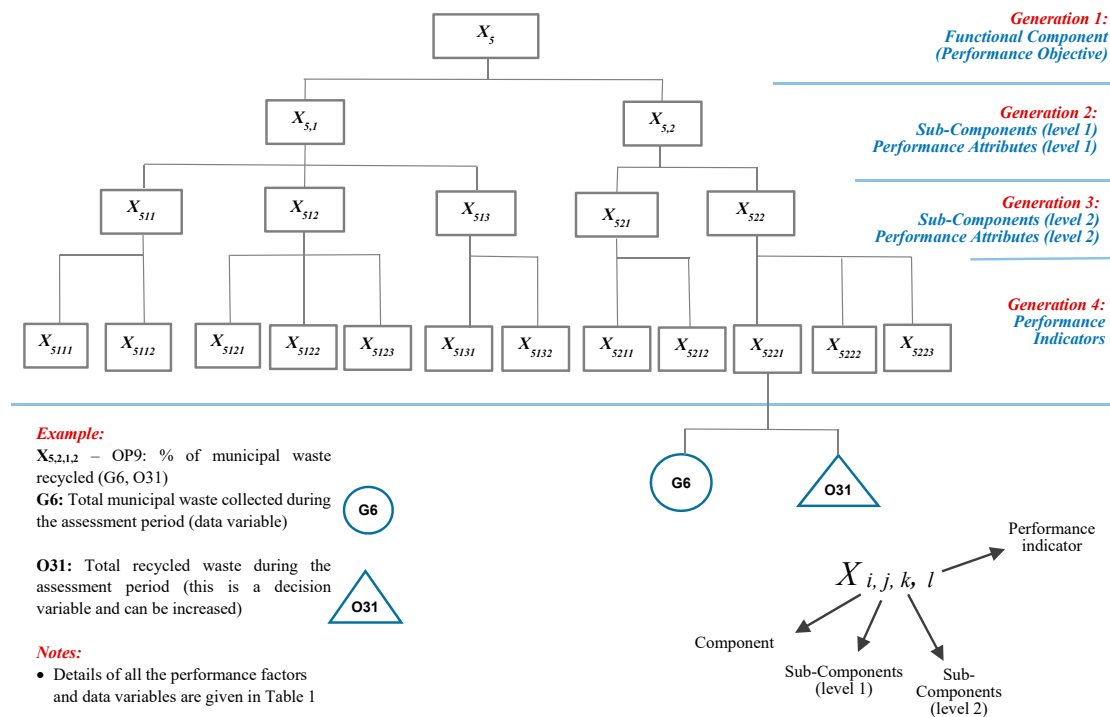 X5
Generation 1:
Functional Component
(Performance Objective)
X5,1
X5,2
Generation 2:
Sub-Components (level 1)
Performance Attributes (level 1)
X511
X512
X513
X521
X522
Generation 3:
Sub-Components (level 2)
Performance Attributes (level 2)
X5111
X5112
X5121
X5122
X5123
X5131
X5132
X5211
X5212
X5221
X5222
X5223
Generation 4:
Performance
Indicators
Example:
X5,2,1,2 – OP9: % of municipal waste
recycled (G6, O31)
G6: Total municipal waste collected during
the assessment period (data variable)
G6
O31: Total recycled waste during the
assessment period (this is a decision
variable and can be increased)
O31
Notes:
• Details of all the performance factors
and data variables are given in Table 1
G6
O31
Performance
indicator
X i, j, k, l
Component
Sub-Components
(level 1)
Sub-
Components
(level 2)